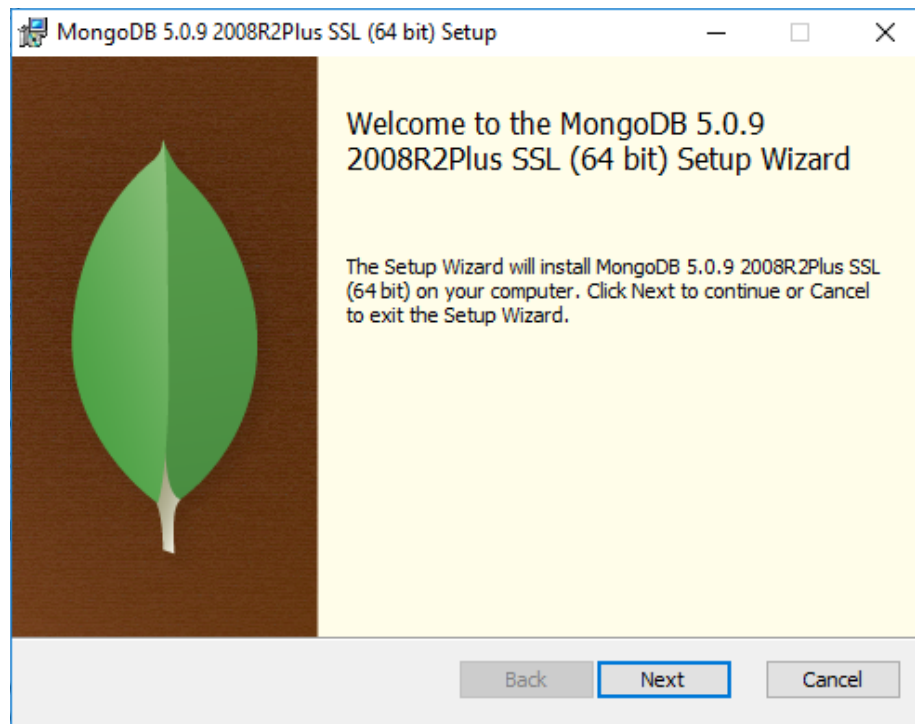 MongoDB 5.0.9 2008R2Plus SSL (64 bit) Setup
Welcome to the MongoDB 5.0.9
2008R2Plus SSL (64 bit) Setup Wizard
The Setup Wizard will install MongoDB 5.0.9 2008R2Plus SSL
(64 bit) on your computer. Click Next to continue or Cancel
to exit the Setup Wizard.
Back Next Cancel